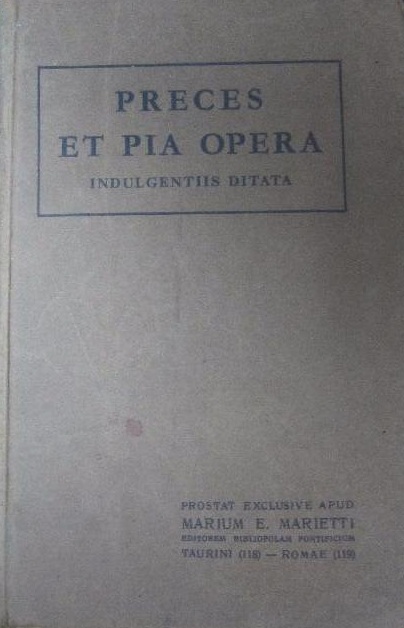 PRECES
ET PIA OPERA
INDULGENTIIS DITATA
PROSTAT EXCLUSIVE APUD
MARIUM E. MARIETTI
EDITOREM BIBLIOPOLAM PONTIFICIUM
TAURINI (118) — ROMAE (119)